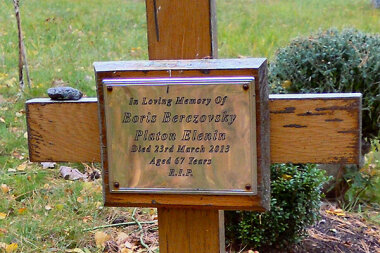 In Loving Memory Of
Boris Berezovsky
Platon Elenin
Died 23rd March 2013
Aged 67 Years
R.I.P.